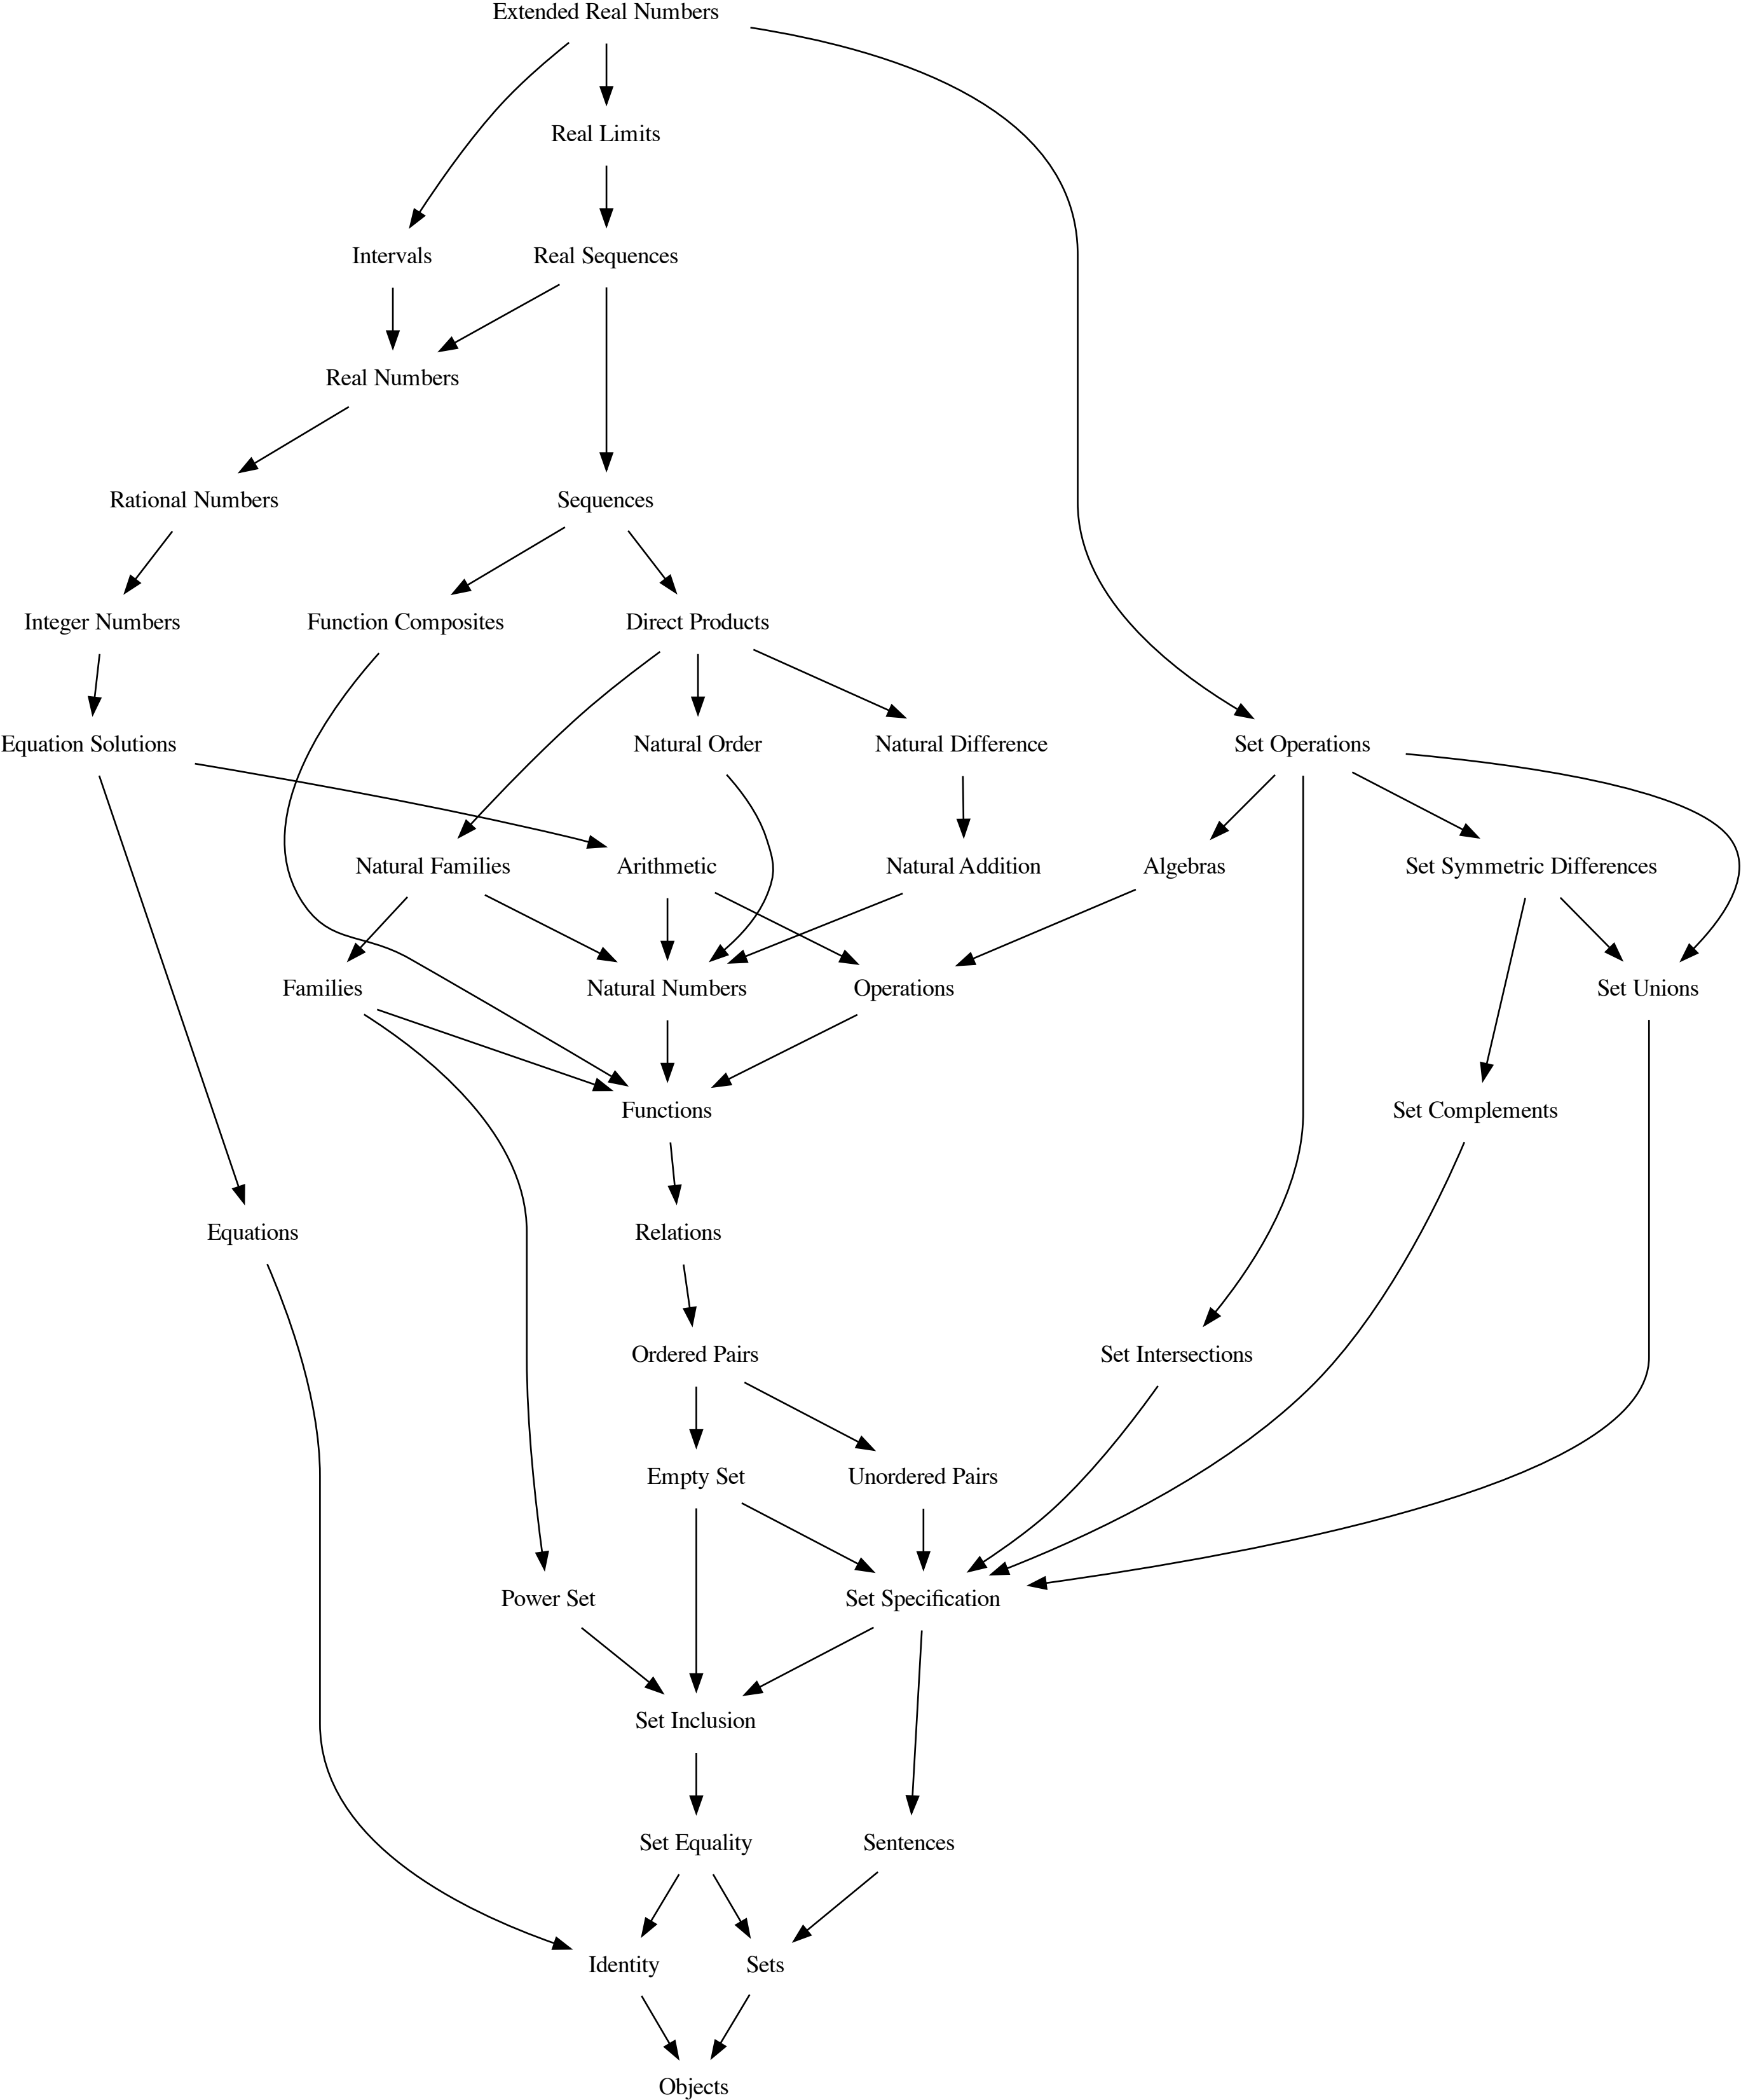 Extended Real Numbers
Real Limits
Intervals
Real Sequences
Real Numbers
Rational Numbers
Sequences
Integer Numbers
Function Composites
Direct Products
Equation Solutions
Natural Order
Natural Difference
Set Operations
Natural Families
Arithmetic
Natural Addition
Algebras
Set Symmetric Differences
Families
Natural Numbers
Operations
Set Unions
Functions
Set Complements
Equations
Relations
Ordered Pairs
Set Intersections
Empty Set
Unordered Pairs
Power Set
Set Specification
Set Inclusion
Set Equality
Sentences
Identity
Sets
Objects